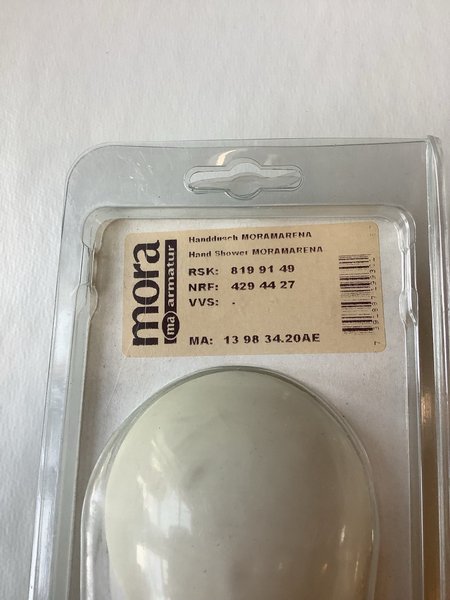 mora
ma armatur
Handdusch MORAMARENA
Hand Shower MORAMARENA
RSK: 819 91 49
NRF: 429 44 27
VVS: -
MA: 13 98 34.20AE